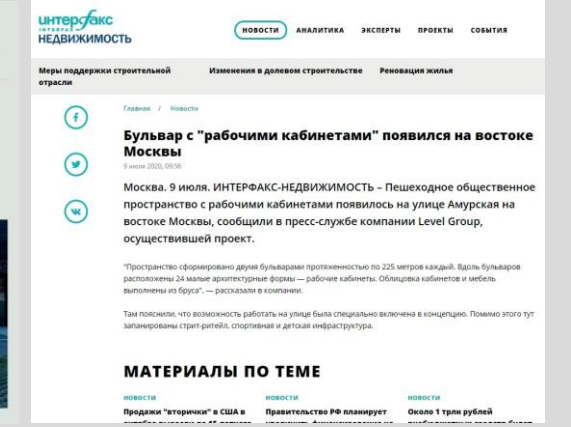 интерфакс
INTERFAX
НЕДВИЖИМОСТЬ
НОВОСТИ АНАЛИТИКА ЭКСПЕРТЫ ПРОЕКТЫ СОБЫТИЯ
Меры поддержки строительной отрасли
Изменения в долевом строительстве
Реновация жилья
Главная / Новости
Бульвар с "рабочими кабинетами" появился на востоке
Москвы
9 июля 2020, 09:56
Москва. 9 июля. ИНТЕРФАКС-НЕДВИЖИМОСТЬ – Пешеходное общественное
пространство с рабочими кабинетами появилось на улице Амурская на
востоке Москвы, сообщили в пресс-службе компании Level Group,
осуществившей проект.
"Пространство сформировано двумя бульварами протяженностью по 225 метров каждый. Вдоль бульваров
расположены 24 малые архитектурные формы — рабочие кабинеты. Облицовка кабинетов и мебель
выполнены из бруса", — рассказали в компании.
Там пояснили, что возможность работать на улице была специально включена в концепцию. Помимо этого тут
запланированы стрит-ритейл, спортивная и детская инфраструктура.
МАТЕРИАЛЫ ПО ТЕМЕ
НОВОСТИ
Продажи "вторички" в США в
НОВОСТИ
Правительство РФ планирует
НОВОСТИ
Около 1 трлн рублей